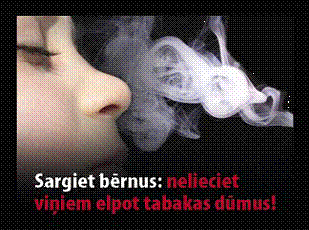 Sargiet bērnus: nelieciet
viņiem elpot tabakas dūmus!